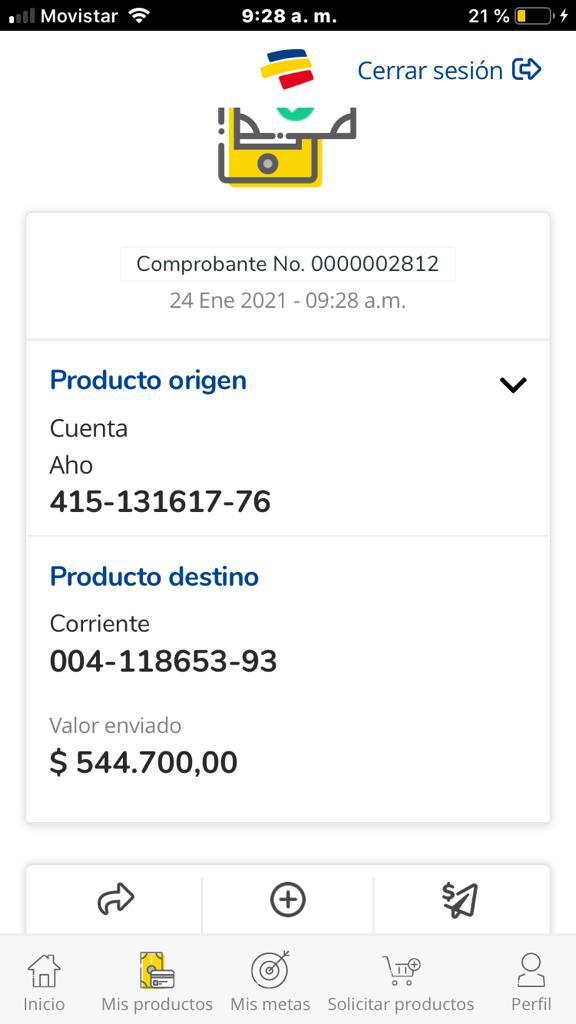 Movistar 9:28 a. m. 21 %
Cerrar sesión
Comprobante No. 0000002812
24 Ene 2021 - 09:28 a.m.
Producto origen
Cuenta
Aho
415-131617-76
Producto destino
Corriente
004-118653-93
Valor enviado
$ 544.700,00
Inicio Mis productos Mis metas Solicitar productos Perfil